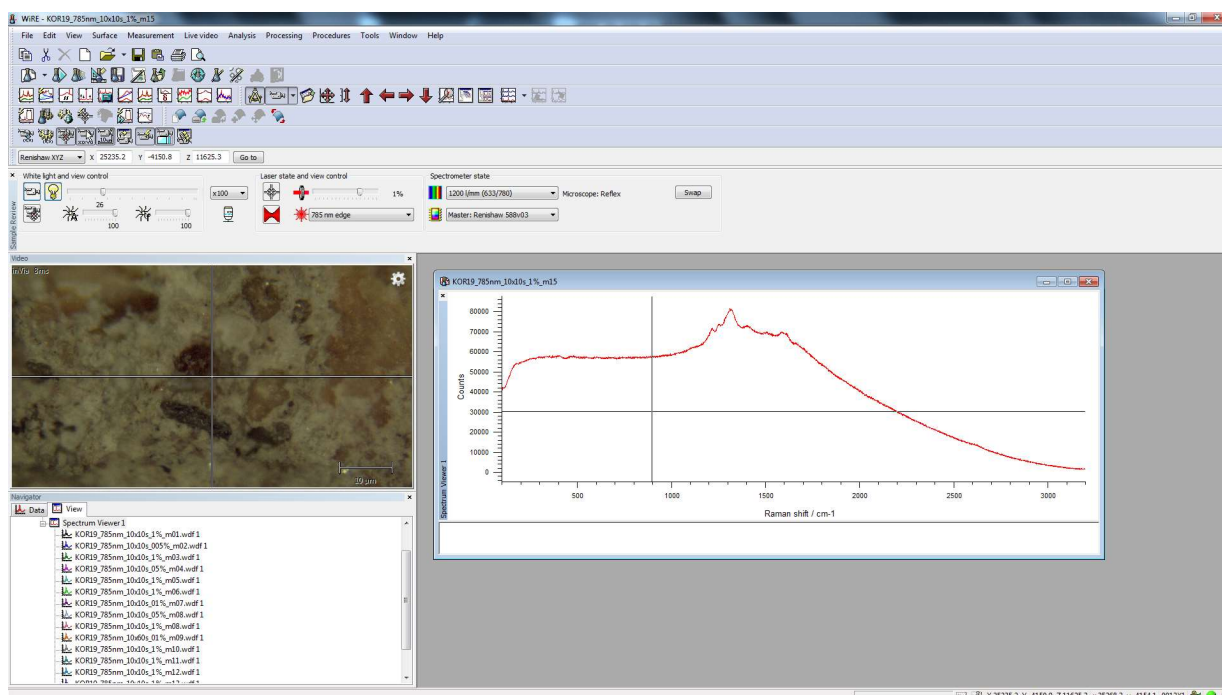 WiRE - KOR19_785nm_10x10s_1%_m15
File Edit View Surface Measurement Live video Analysis Processing Procedures Tools Window Help
Renishaw XYZ X 25235.2 Y -4150.8 Z 11625.3 Go to
White light and view control
Laser state and view control
Spectrometer state
x100
1%
1200 l/mm (633/780)
Microscope: Reflex
Swap
26
100
100
785 nm edge
Master: Renishaw 588v03
Sample Review
Video
10 µm
KOR19_785nm_10x10s_1%_m15
80000
70000
60000
50000
40000
30000
20000
10000
0
Counts
500 1000 1500 2000 2500 3000
Raman shift / cm-1
Spectrum Viewer 1
Navigator
Data View
Spectrum Viewer 1
KOR19_785nm_10x10s_1%_m01.wdf 1
KOR19_785nm_10x10s_005%_m02.wdf 1
KOR19_785nm_10x10s_1%_m03.wdf 1
KOR19_785nm_10x10s_05%_m04.wdf 1
KOR19_785nm_10x10s_1%_m05.wdf 1
KOR19_785nm_10x10s_1%_m06.wdf 1
KOR19_785nm_10x10s_01%_m07.wdf 1
KOR19_785nm_10x10s_05%_m08.wdf 1
KOR19_785nm_10x10s_1%_m08.wdf 1
KOR19_785nm_10x60s_01%_m09.wdf 1
KOR19_785nm_10x10s_1%_m10.wdf 1
KOR19_785nm_10x10s_1%_m11.wdf 1
KOR19_785nm_10x10s_1%_m12.wdf 1